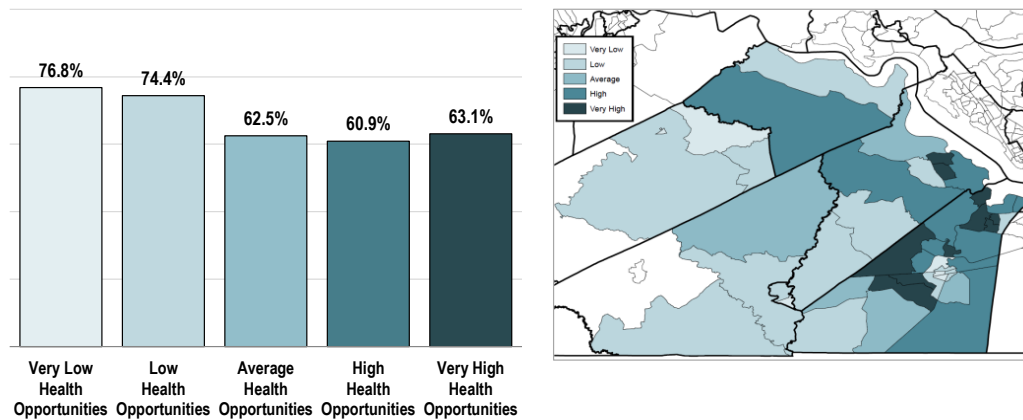 76.8%
74.4%
62.5%
60.9%
63.1%
Very Low
Health
Opportunities
Low
Health
Opportunities
Average
Health
Opportunities
High
Health
Opportunities
Very High
Health
Opportunities
Very Low
Low
Average
High
Very High